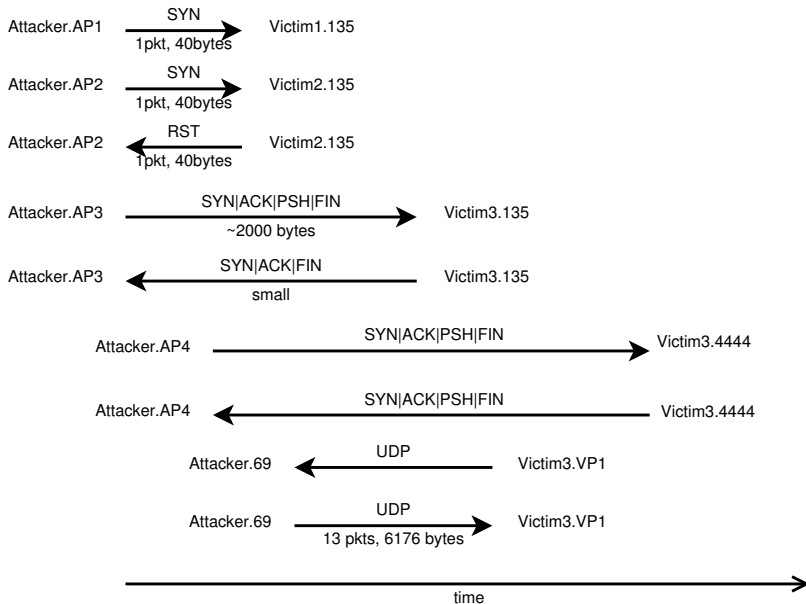 Attacker.AP1 SYN Victim1.135
1pkt, 40bytes
Attacker.AP2 SYN Victim2.135
1pkt, 40bytes
Attacker.AP2 RST Victim2.135
1pkt, 40bytes
Attacker.AP3 SYN|ACK|PSH|FIN Victim3.135
~2000 bytes
Attacker.AP3 SYN|ACK|FIN Victim3.135
small
Attacker.AP4 SYN|ACK|PSH|FIN Victim3.4444
Attacker.AP4 SYN|ACK|PSH|FIN Victim3.4444
Attacker.69 UDP Victim3.VP1
Attacker.69 UDP Victim3.VP1
13 pkts, 6176 bytes
time